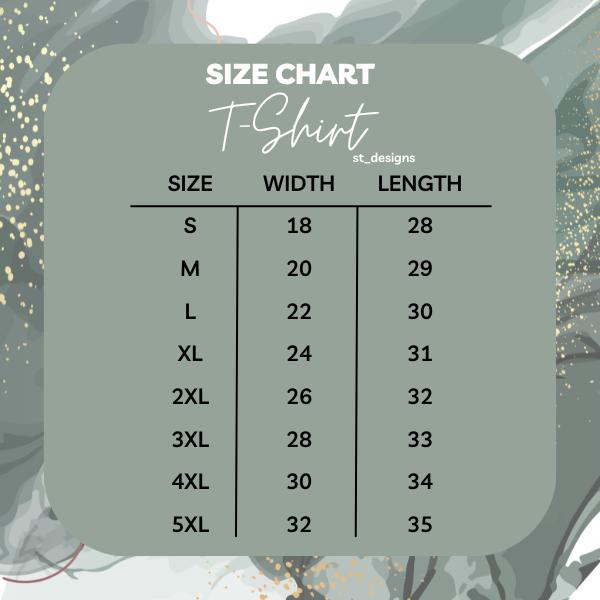 SIZE CHART
T-Shirt
st_designs
SIZE WIDTH LENGTH
S 18 28
M 20 29
L 22 30
XL 24 31
2XL 26 32
3XL 28 33
4XL 30 34
5XL 32 35